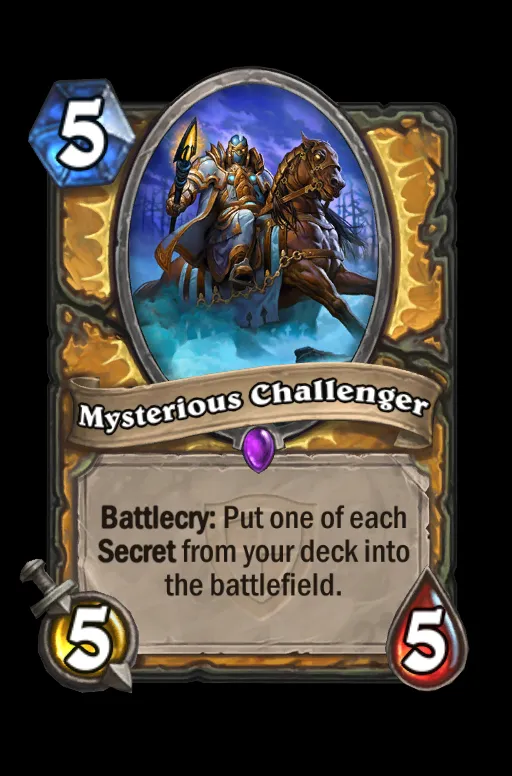 5
Mysterious Challenger
Battlecry: Put one of each
Secret from your deck into
the battlefield.
5
5